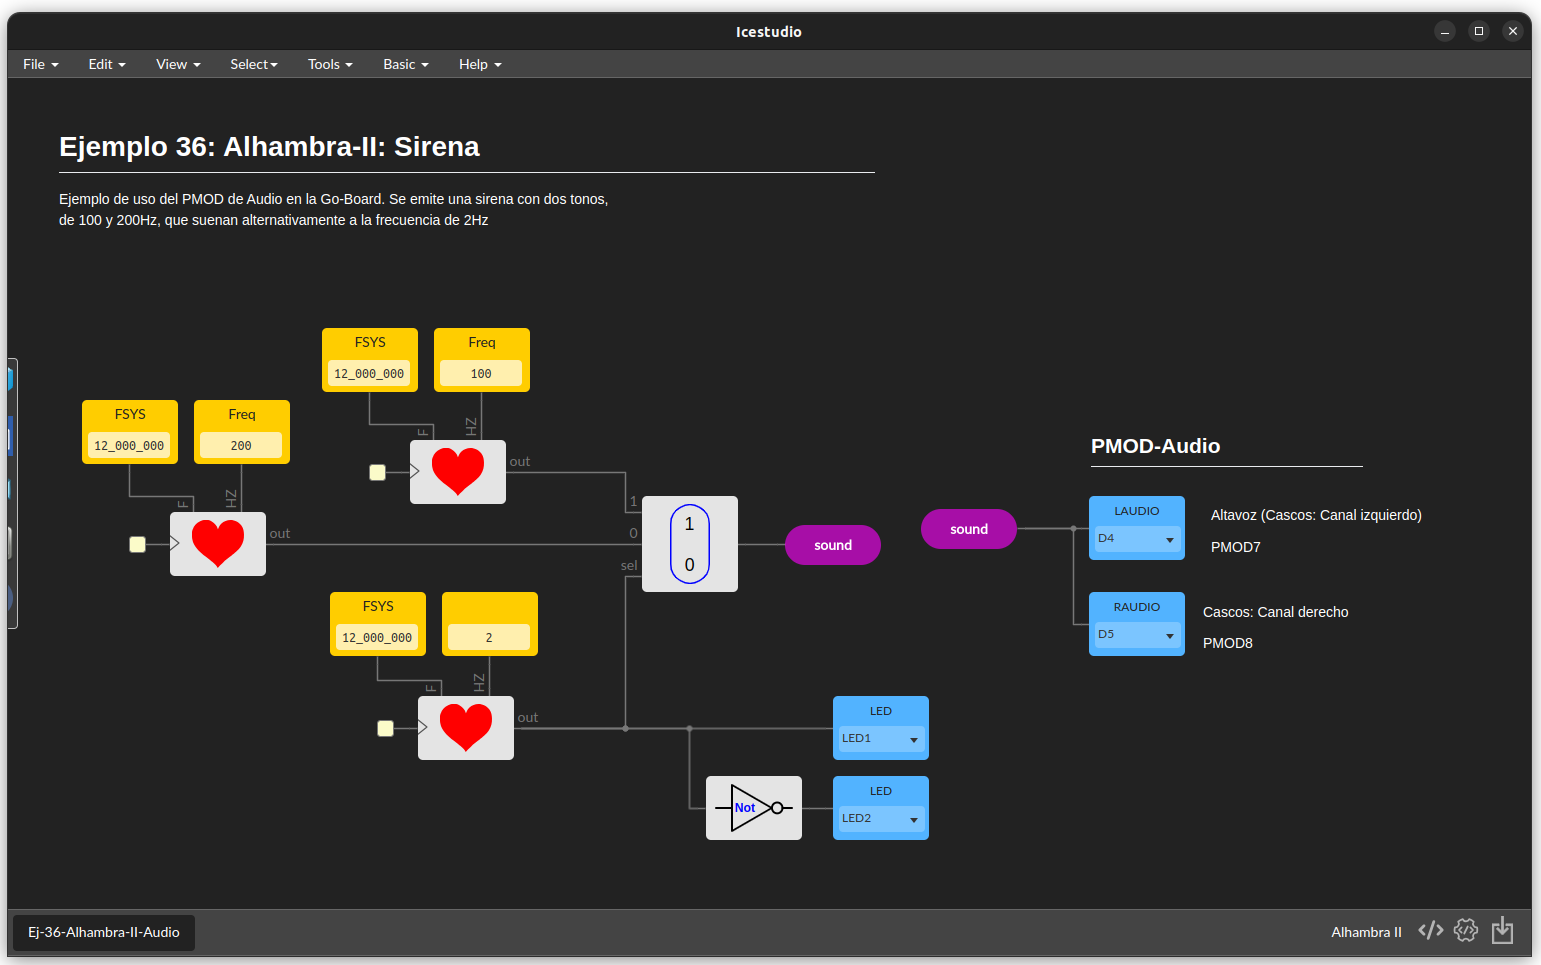 Icestudio
File Edit View Select Tools Basic Help
Ejemplo 36: Alhambra-II: Sirena
Ejemplo de uso del PMOD de Audio en la Go-Board. Se emite una sirena con dos tonos,
de 100 y 200Hz, que suenan alternativamente a la frecuencia de 2Hz
FSYS Freq
12_000_000 100
F HZ
out
FSYS Freq
12_000_000 200
F HZ
out
1
0
sel
1
0
sound
FSYS
12_000_000 2
F HZ
out
LED
LED1
Not
LED
LED2
PMOD-Audio
sound
LAUDIO
D4
Altavoz (Cascos: Canal izquierdo)
PMOD7
RAUDIO
D5
Cascos: Canal derecho
PMOD8
Ej-36-Alhambra-II-Audio
Alhambra II